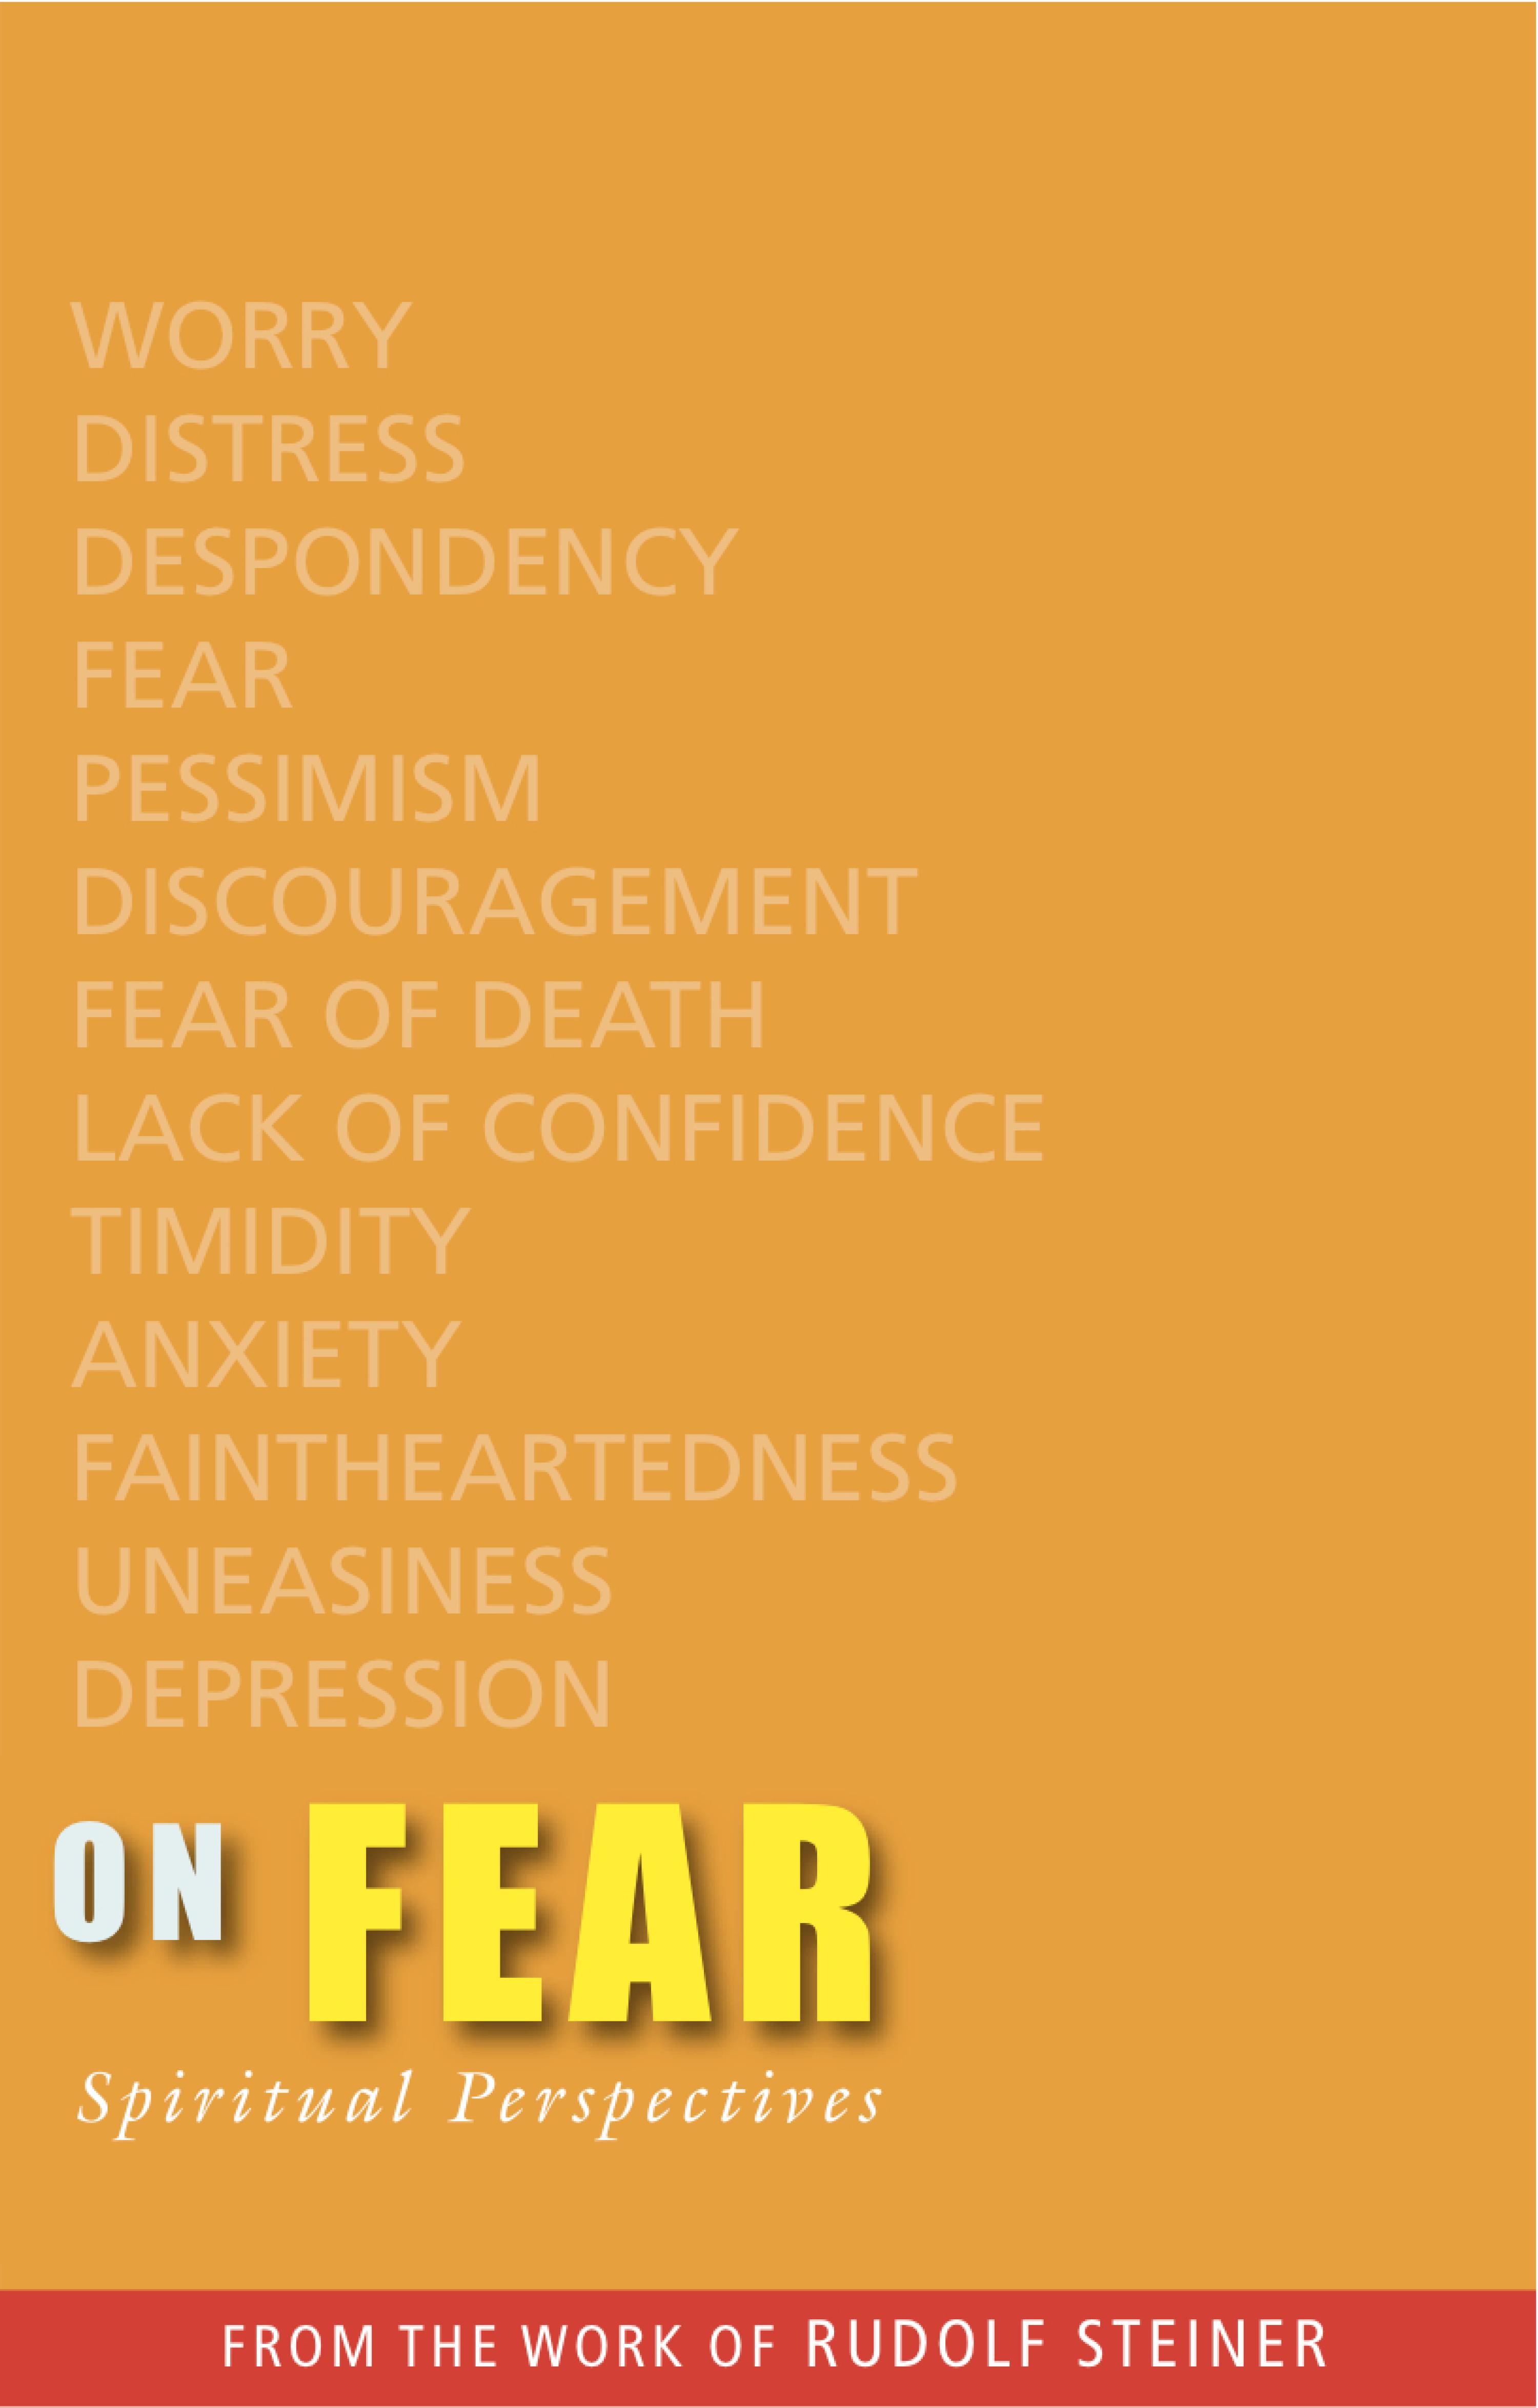 WORRY
DISTRESS
DESPONDENCY
FEAR
PESSIMISM
DISCOURAGEMENT
FEAR OF DEATH
LACK OF CONFIDENCE
TIMIDITY
ANXIETY
FAINTHEARTEDNESS
UNEASINESS
DEPRESSION
ON FEAR
Spiritual Perspectives
FROM THE WORK OF RUDOLF STEINER